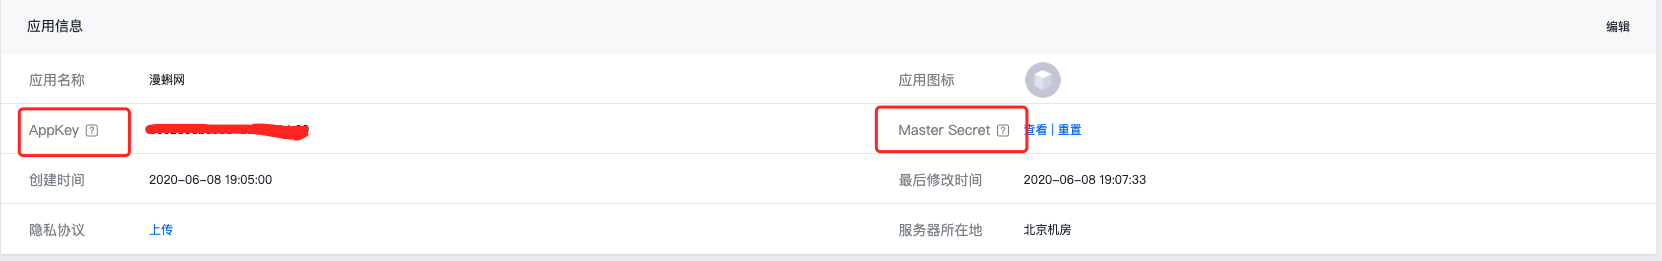 应用信息 编辑
应用名称 漫蝌网 应用图标
AppKey ? Master Secret ? 查看 | 重置
创建时间 2020-06-08 19:05:00 最后修改时间 2020-06-08 19:07:33
隐私协议 上传 服务器所在地 北京机房